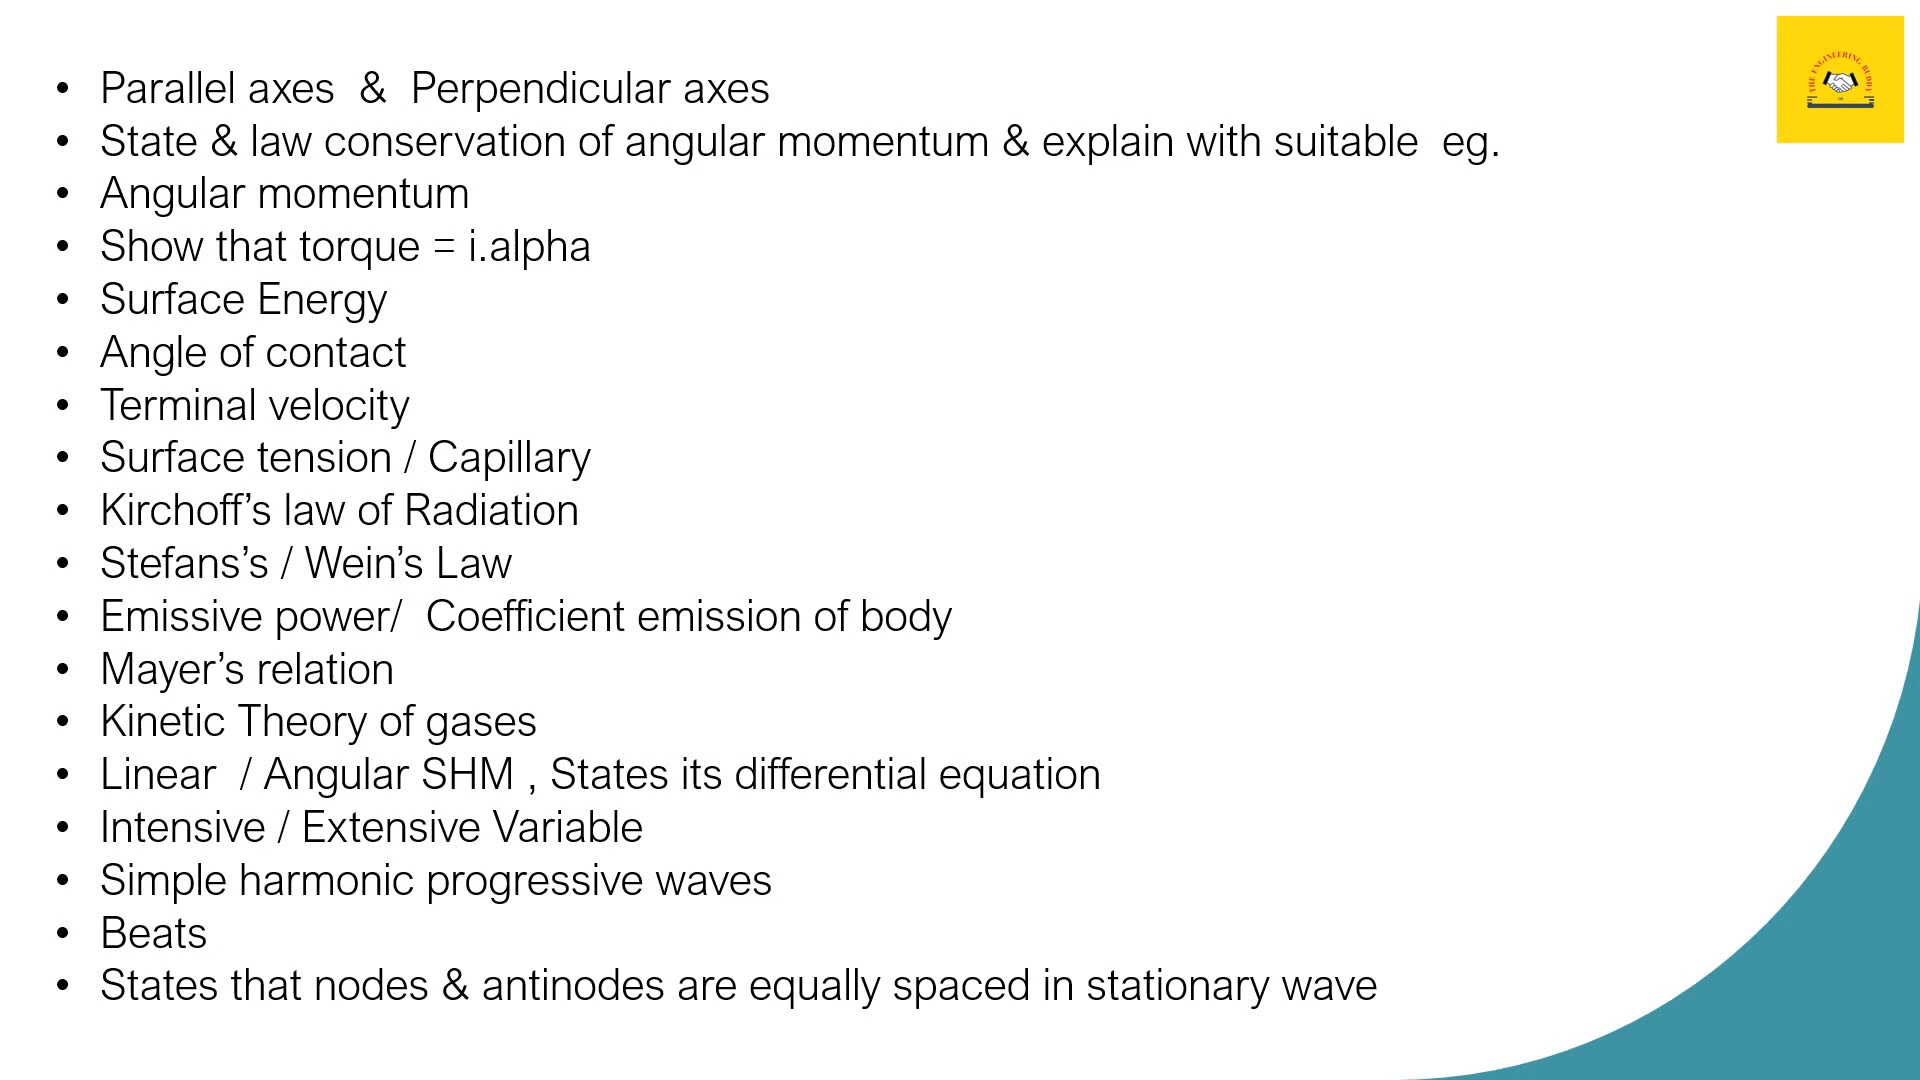 • Parallel axes & Perpendicular axes
• State & law conservation of angular momentum & explain with suitable eg.
• Angular momentum
• Show that torque = i.alpha
• Surface Energy
• Angle of contact
• Terminal velocity
• Surface tension / Capillary
• Kirchoff’s law of Radiation
• Stefans’s / Wein’s Law
• Emissive power/ Coefficient emission of body
• Mayer’s relation
• Kinetic Theory of gases
• Linear / Angular SHM , States its differential equation
• Intensive / Extensive Variable
• Simple harmonic progressive waves
• Beats
• States that nodes & antinodes are equally spaced in stationary wave
THE ENGINEERING BUDDY